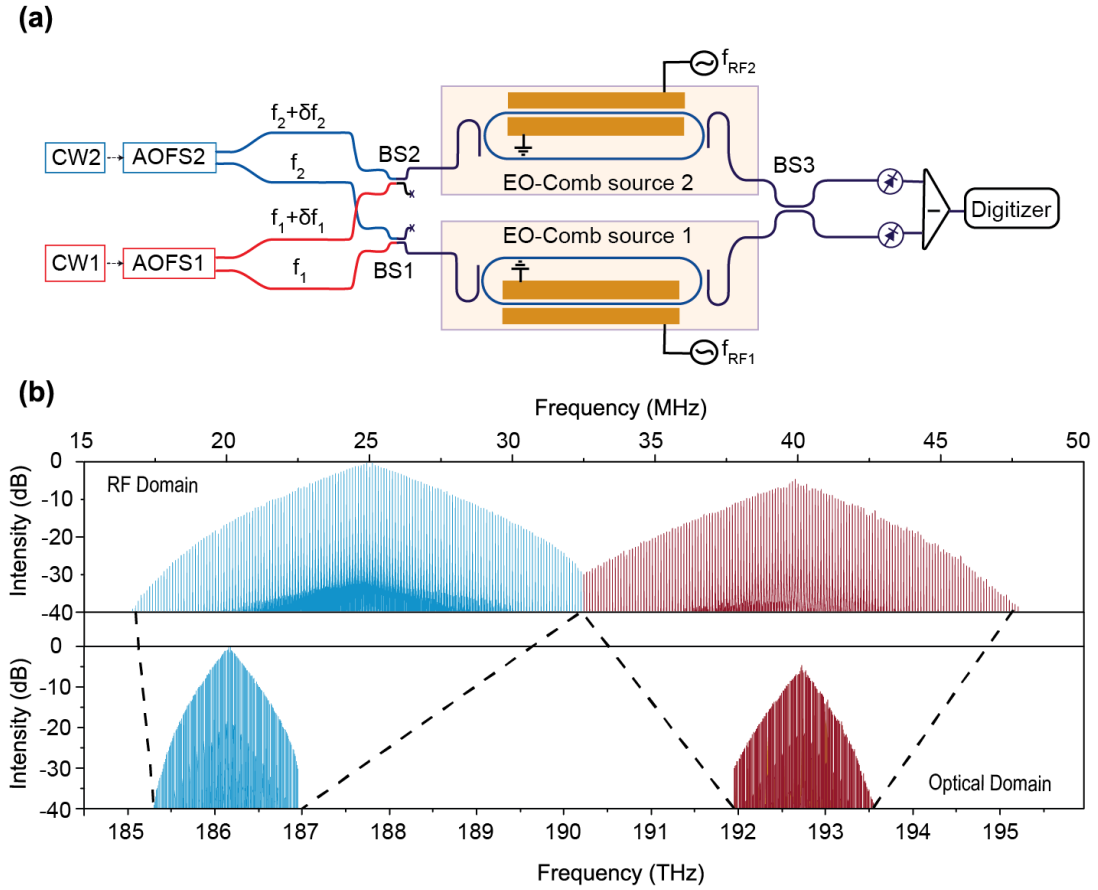 (a)
f_RF2
f₂+δf₂
CW2
AOFS2
BS2
f₂
EO-Comb source 2
BS3
f₁+δf₁
EO-Comb source 1
−
Digitizer
CW1
AOFS1
f₁
BS1
f_RF1
(b)
Frequency (MHz)
15 20 25 30 35 40 45 50
Intensity (dB)
0
-10
-20
-30
-40
RF Domain
Intensity (dB)
0
-10
-20
-30
-40
Optical Domain
185 186 187 188 189 190 191 192 193 194 195
Frequency (THz)